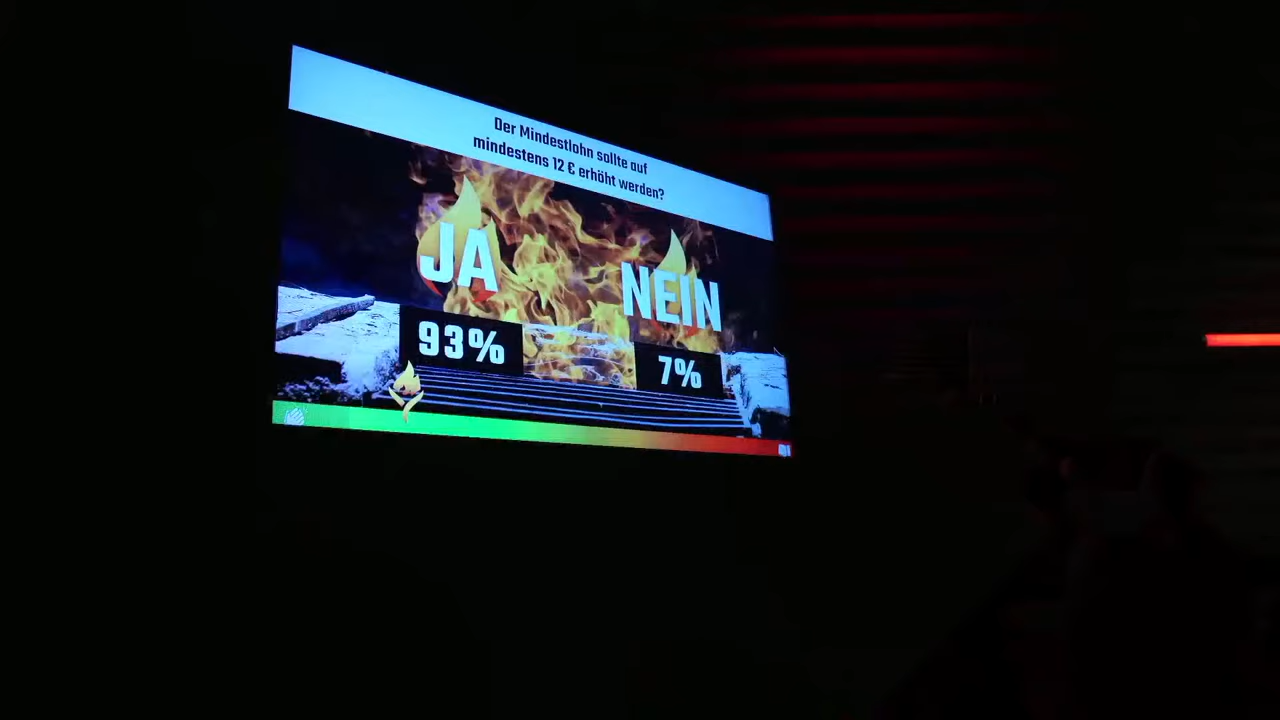 Der Mindestlohn sollte auf
mindestens 12 € erhöht werden?
JA
NEIN
93%
7%